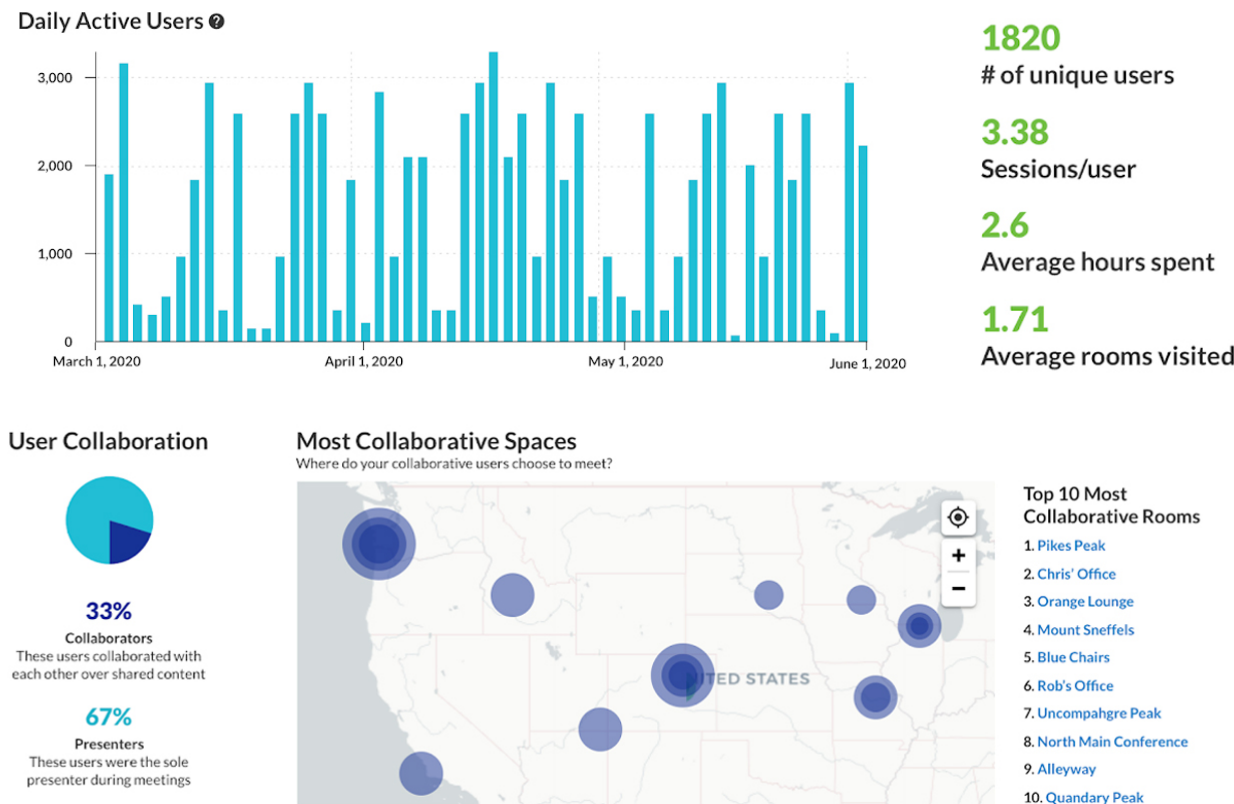 Daily Active Users ?
3,000
2,000
1,000
0
March 1, 2020
April 1, 2020
May 1, 2020
June 1, 2020
1820
# of unique users
3.38
Sessions/user
2.6
Average hours spent
1.71
Average rooms visited
User Collaboration
33%
Collaborators
These users collaborated with
each other over shared content
67%
Presenters
These users were the sole
presenter during meetings
Most Collaborative Spaces
Where do your collaborative users choose to meet?
+
−
NITED STATES
Top 10 Most
Collaborative Rooms
1. Pikes Peak
2. Chris' Office
3. Orange Lounge
4. Mount Sneffels
5. Blue Chairs
6. Rob's Office
7. Uncompahgre Peak
8. North Main Conference
9. Alleyway
10. Quandary Peak